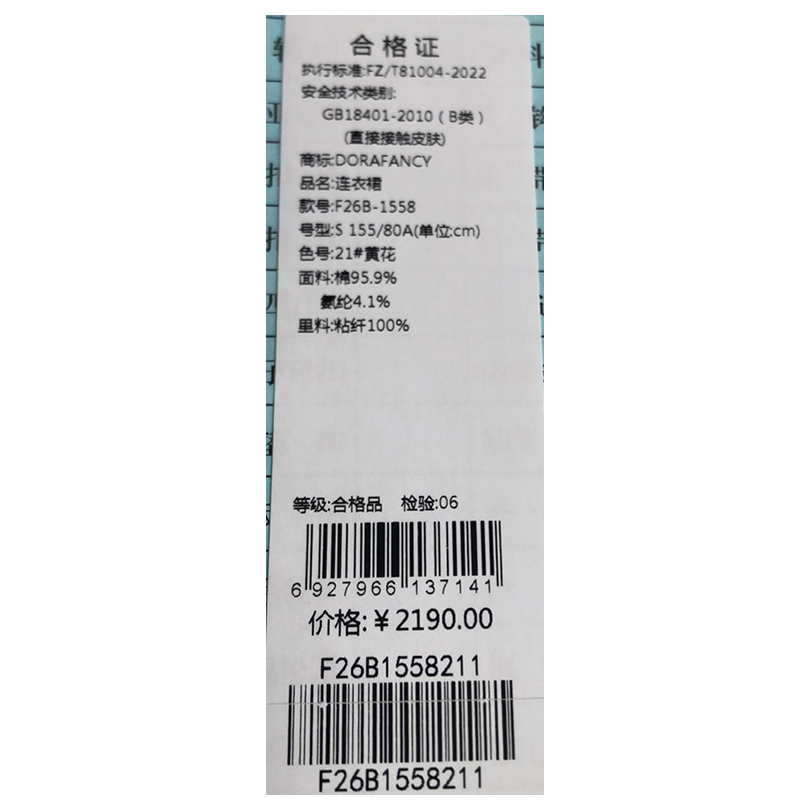 合格证
执行标准:FZ/T81004-2022
安全技术类别:
GB18401-2010（B类）
(直接接触皮肤)
商标:DORAFANCY
品名:连衣裙
款号:F26B-1558
号型:S 155/80A(单位:cm)
色号:21#黄花
面料:棉95.9%
氨纶4.1%
里料:粘纤100%
等级:合格品 检验:06
6 927966 137141
价格:¥2190.00
F26B1558211
F26B1558211